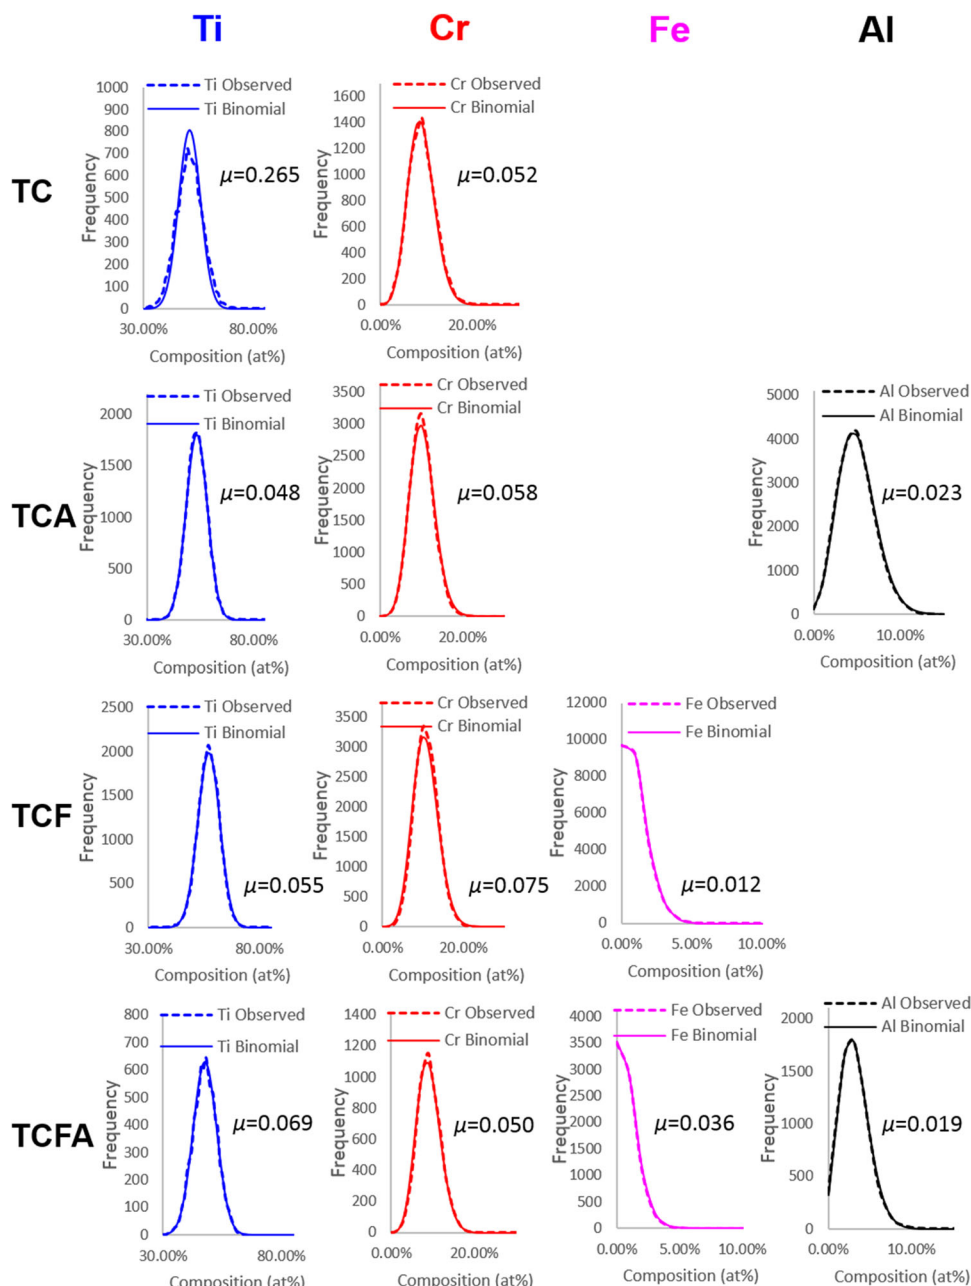 Ti Cr Fe Al
TC
Ti Observed
Ti Binomial
1000
900
800
700
600
500
400
300
200
100
0
Frequency
μ=0.265
30.00% 80.00%
Composition (at%)
Cr Observed
Cr Binomial
1600
1400
1200
1000
800
600
400
200
0
Frequency
μ=0.052
0.00% 20.00%
Composition (at%)
TCA
Ti Observed
Ti Binomial
2000
1500
1000
500
0
Frequency
μ=0.048
30.00% 80.00%
Composition (at%)
Cr Observed
Cr Binomial
3500
3000
2500
2000
1500
1000
500
0
Frequency
μ=0.058
0.00% 20.00%
Composition (at%)
Al Observed
Al Binomial
5000
4000
3000
2000
1000
0
Frequency
μ=0.023
0.00% 10.00%
Composition (at%)
TCF
Ti Observed
Ti Binomial
2500
2000
1500
1000
500
0
Frequency
μ=0.055
30.00% 80.00%
Composition (at%)
Cr Observed
Cr Binomial
3500
3000
2500
2000
1500
1000
500
0
Frequency
μ=0.075
0.00% 20.00%
Composition (at%)
Fe Observed
Fe Binomial
12000
10000
8000
6000
4000
2000
0
Frequency
μ=0.012
0.00% 5.00% 10.00%
Composition (at%)
TCFA
Ti Observed
Ti Binomial
800
700
600
500
400
300
200
100
0
Frequency
μ=0.069
30.00% 80.00%
Composition (at%)
Cr Observed
Cr Binomial
1400
1200
1000
800
600
400
200
0
Frequency
μ=0.050
0.00% 20.00%
Composition (at%)
Fe Observed
Fe Binomial
4000
3500
3000
2500
2000
1500
1000
500
0
Frequency
μ=0.036
0.00% 5.00% 10.00%
Composition (at%)
Al Observed
Al Binomial
2000
1500
1000
500
0
Frequency
μ=0.019
0.00% 10.00%
Composition (at%)